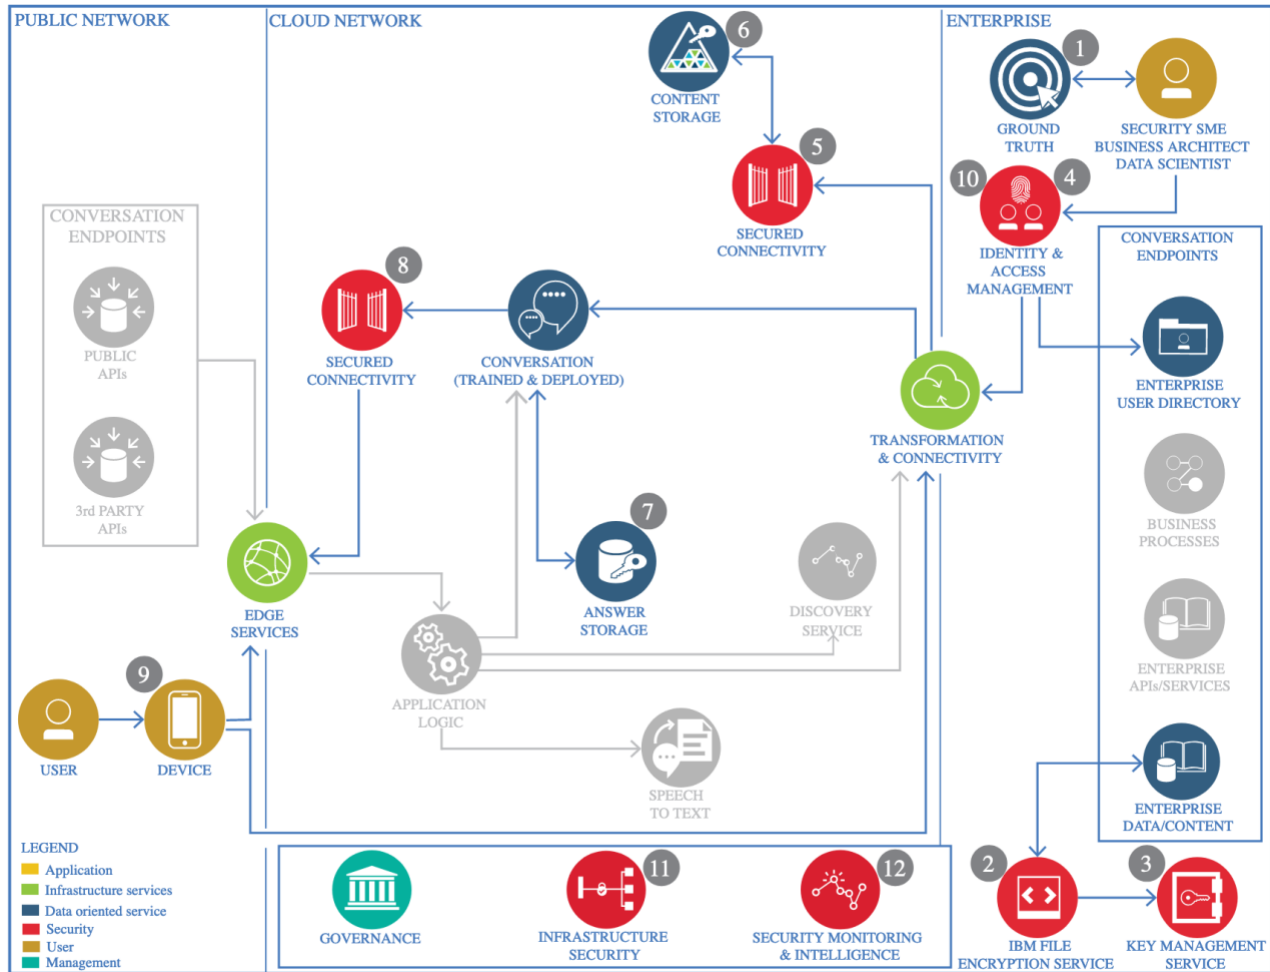 PUBLIC NETWORK
CLOUD NETWORK
ENTERPRISE
6
CONTENT
STORAGE
1
GROUND
TRUTH
SECURITY SME
BUSINESS ARCHITECT
DATA SCIENTIST
5
SECURED
CONNECTIVITY
10
4
IDENTITY &
ACCESS
MANAGEMENT
CONVERSATION
ENDPOINTS
PUBLIC
APIs
3rd PARTY
APIs
8
SECURED
CONNECTIVITY
CONVERSATION
(TRAINED & DEPLOYED)
TRANSFORMATION
& CONNECTIVITY
CONVERSATION
ENDPOINTS
ENTERPRISE
USER DIRECTORY
BUSINESS
PROCESSES
ENTERPRISE
APIs/SERVICES
ENTERPRISE
DATA/CONTENT
EDGE
SERVICES
7
ANSWER
STORAGE
DISCOVERY
SERVICE
APPLICATION
LOGIC
SPEECH
TO TEXT
USER
9
DEVICE
LEGEND
Application
Infrastructure services
Data oriented service
Security
User
Management
GOVERNANCE
11
INFRASTRUCTURE
SECURITY
12
SECURITY MONITORING
& INTELLIGENCE
2
IBM FILE
ENCRYPTION SERVICE
3
KEY MANAGEMENT
SERVICE